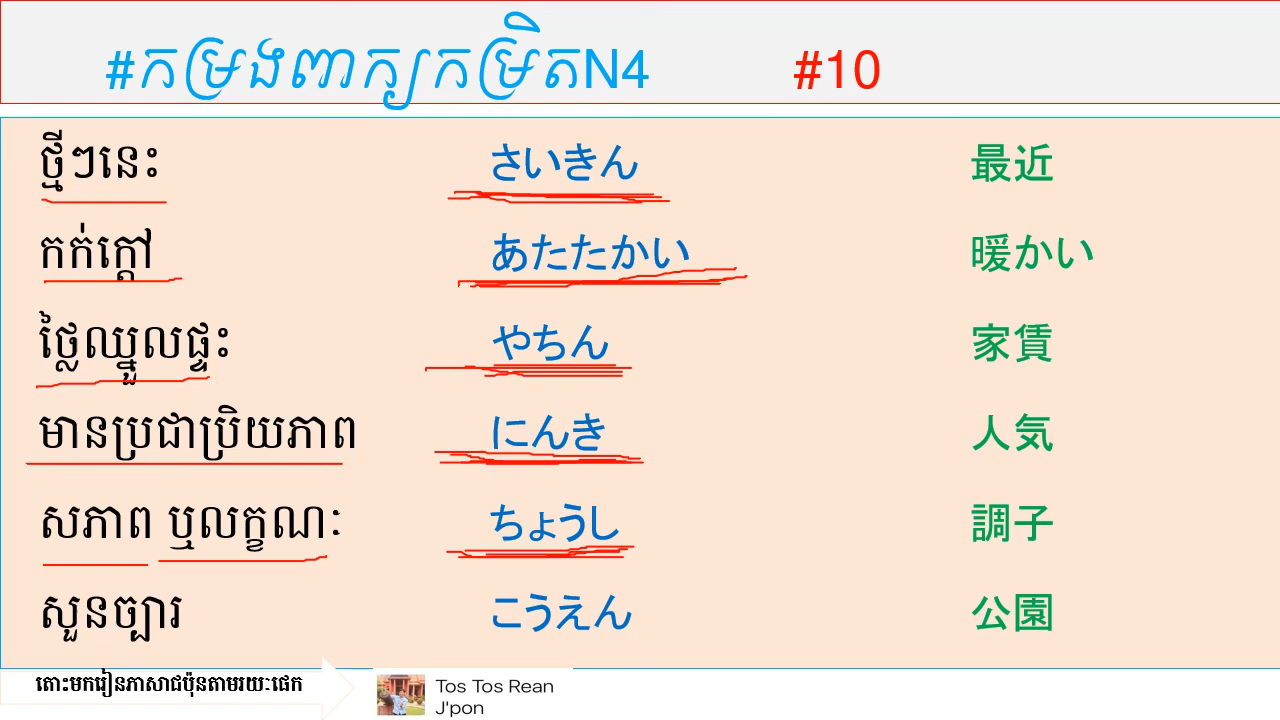 #កម្រងពាក្យកម្រិតN4 #10
ថ្មីៗនេះ さいきん 最近
កក់ក្ដៅ あたたかい 暖かい
ថ្លៃឈ្នួលផ្ទះ やちん 家賃
មានប្រជាប្រិយភាព にんき 人気
សភាព ឬលក្ខណៈ ちょうし 調子
សួនច្បារ こうえん 公園
តោះមករៀនភាសាជប៉ុនតាមរយៈផេក
Tos Tos Rean
J'pon